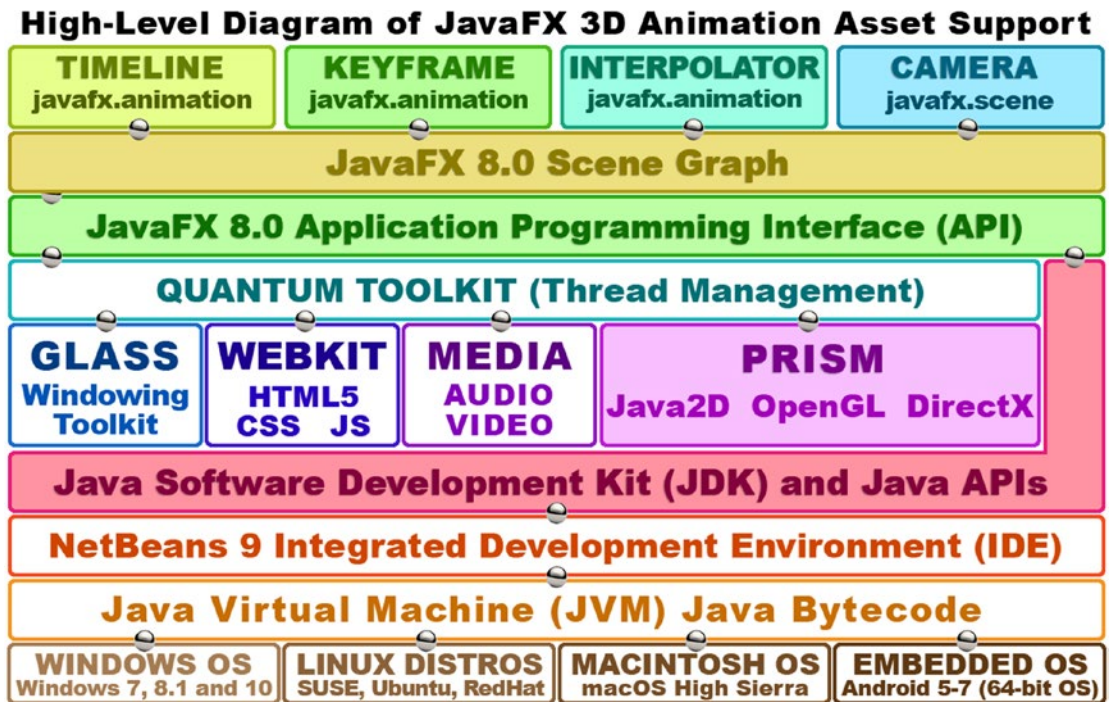 High-Level Diagram of JavaFX 3D Animation Asset Support
TIMELINE
javafx.animation
KEYFRAME
javafx.animation
INTERPOLATOR
javafx.animation
CAMERA
javafx.scene
JavaFX 8.0 Scene Graph
JavaFX 8.0 Application Programming Interface (API)
QUANTUM TOOLKIT (Thread Management)
GLASS
Windowing
Toolkit
WEBKIT
HTML5
CSS JS
MEDIA
AUDIO
VIDEO
PRISM
Java2D OpenGL DirectX
Java Software Development Kit (JDK) and Java APIs
NetBeans 9 Integrated Development Environment (IDE)
Java Virtual Machine (JVM) Java Bytecode
WINDOWS OS
Windows 7, 8.1 and 10
LINUX DISTROS
SUSE, Ubuntu, RedHat
MACINTOSH OS
macOS High Sierra
EMBEDDED OS
Android 5-7 (64-bit OS)